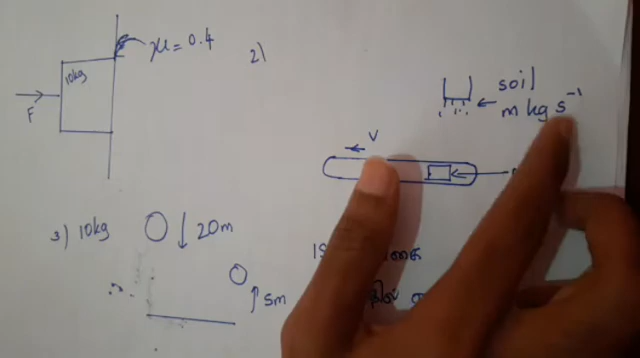 10kg
μ = 0.4
F
2)
soil
m kg s⁻¹
V
3) 10kg
20m
5m